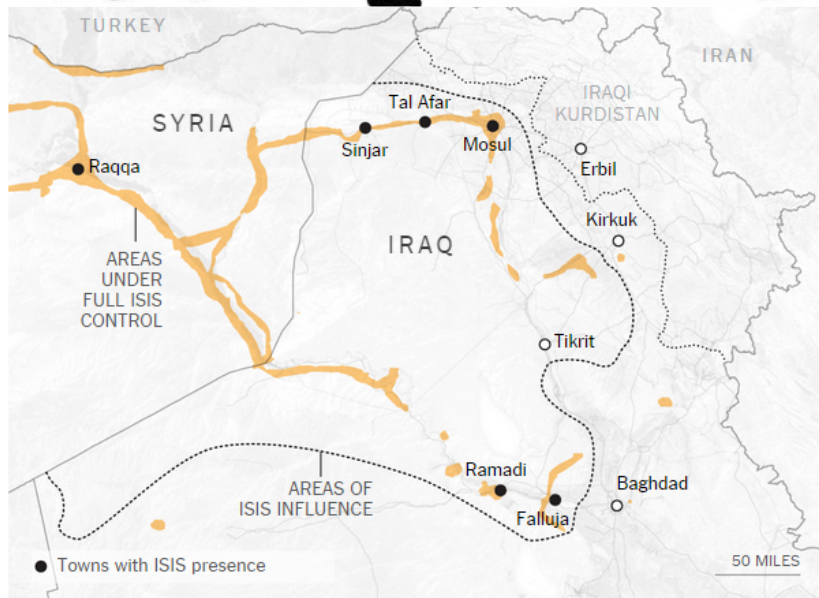 TURKEY
IRAN
IRAQI
KURDISTAN
SYRIA
Tal Afar
Sinjar
Mosul
Erbil
Raqqa
Kirkuk
IRAQ
AREAS
UNDER
FULL ISIS
CONTROL
Tikrit
Ramadi
AREAS OF
ISIS INFLUENCE
Baghdad
Falluja
Towns with ISIS presence
50 MILES